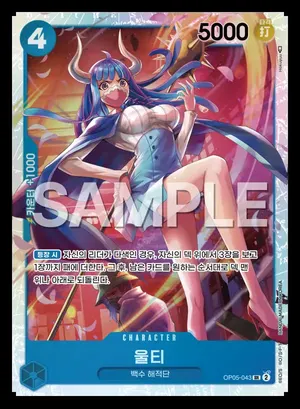 4
5000
打
카운터 +1000
SAMPLE
등장 시 자신의 리더가 다색인 경우, 자신의 덱 위에서 3장을 보고
1장까지 패에 더한다. 그 후, 남은 카드를 원하는 순서대로 덱 맨
위나 아래로 되돌린다.
CHARACTER
울티
백수 해적단
OP05-043 2